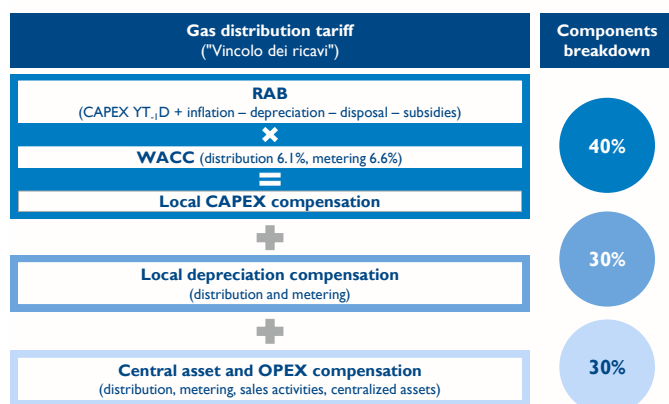 Gas distribution tariff
("Vincolo dei ricavi")
Components
breakdown
RAB
(CAPEX YT-1D + inflation – depreciation – disposal – subsidies)
×
WACC (distribution 6.1%, metering 6.6%)
=
Local CAPEX compensation
40%
+
Local depreciation compensation
(distribution and metering)
30%
+
Central asset and OPEX compensation
(distribution, metering, sales activities, centralized assets)
30%